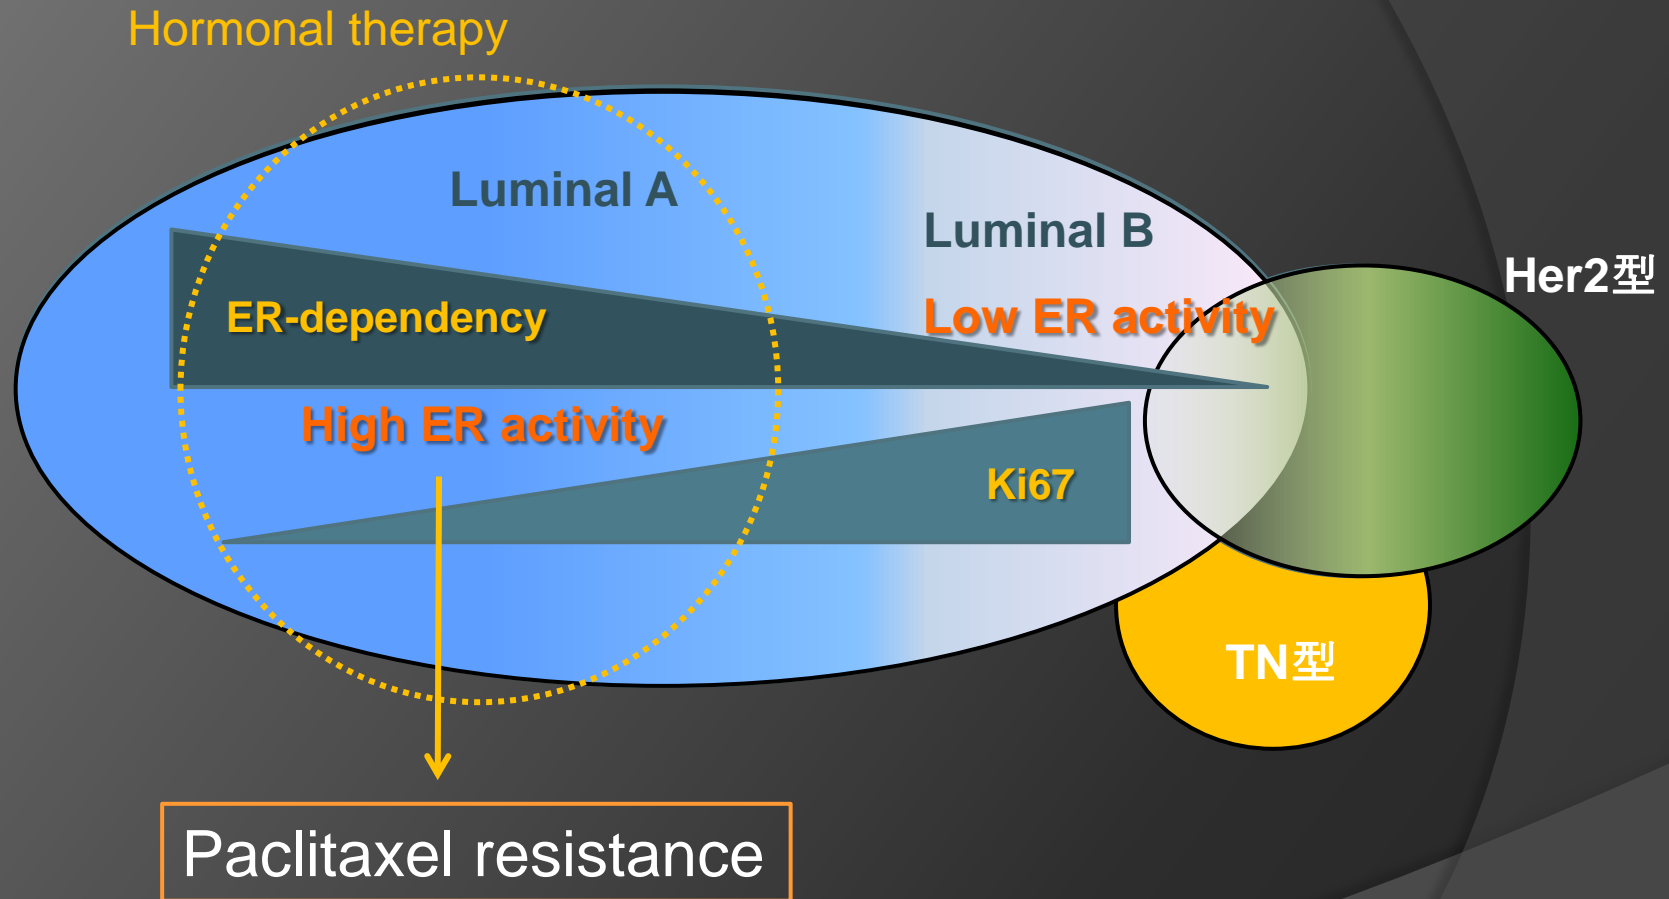 Hormonal therapy
Luminal A
Luminal B
Her2型
ER-dependency
Low ER activity
High ER activity
Ki67
TN型
Paclitaxel resistance